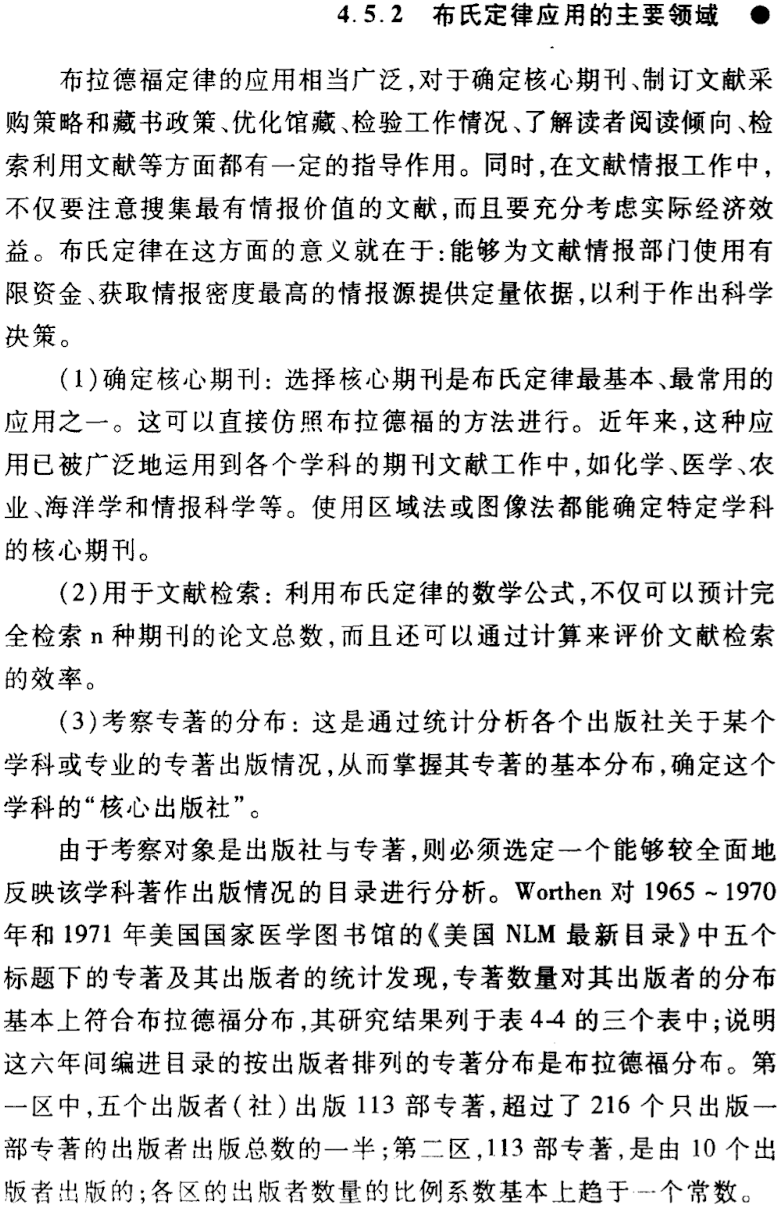 4.5.2 布氏定律应用的主要领域 ●
布拉德福定律的应用相当广泛,对于确定核心期刊、制订文献采
购策略和藏书政策、优化馆藏、检验工作情况、了解读者阅读倾向、检
索利用文献等方面都有一定的指导作用。同时,在文献情报工作中,
不仅要注意搜集最有情报价值的文献,而且要充分考虑实际经济效
益。布氏定律在这方面的意义就在于:能够为文献情报部门使用有
限资金、获取情报密度最高的情报源提供定量依据,以利于作出科学
决策。
(1)确定核心期刊: 选择核心期刊是布氏定律最基本、最常用的
应用之一。这可以直接仿照布拉德福的方法进行。近年来,这种应
用已被广泛地运用到各个学科的期刊文献工作中,如化学、医学、农
业、海洋学和情报科学等。使用区域法或图像法都能确定特定学科
的核心期刊。
(2)用于文献检索: 利用布氏定律的数学公式,不仅可以预计完
全检索 n 种期刊的论文总数,而且还可以通过计算来评价文献检索
的效率。
(3)考察专著的分布: 这是通过统计分析各个出版社关于某个
学科或专业的专著出版情况,从而掌握其专著的基本分布,确定这个
学科的“核心出版社”。
由于考察对象是出版社与专著,则必须选定一个能够较全面地
反映该学科著作出版情况的目录进行分析。Worthen 对 1965 ~ 1970
年和 1971 年美国国家医学图书馆的《美国 NLM 最新目录》中五个
标题下的专著及其出版者的统计发现,专著数量对其出版者的分布
基本上符合布拉德福分布,其研究结果列于表 4-4 的三个表中;说明
这六年间编进目录的按出版者排列的专著分布是布拉德福分布。第
一区中,五个出版者(社)出版 113 部专著,超过了 216 个只出版一
部专著的出版者出版总数的一半;第二区,113 部专著,是由 10 个出
版者出版的;各区的出版者数量的比例系数基本上趋于一个常数。